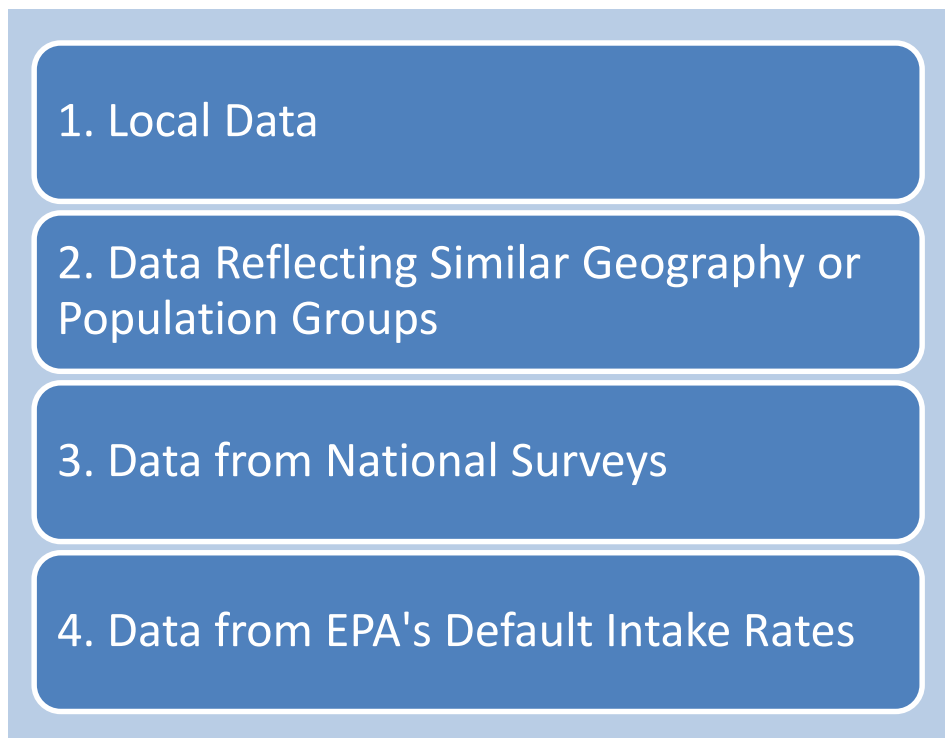 1. Local Data
2. Data Reflecting Similar Geography or
Population Groups
3. Data from National Surveys
4. Data from EPA's Default Intake Rates